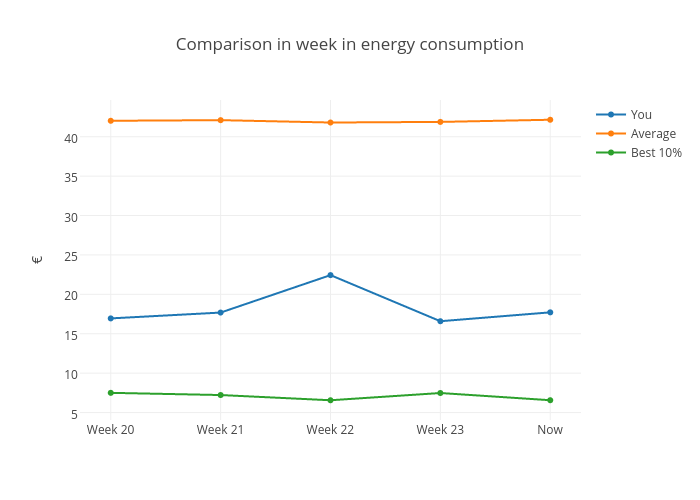 Comparison in week in energy consumption
You
Average
Best 10%
€
40
35
30
25
20
15
10
5
Week 20 Week 21 Week 22 Week 23 Now